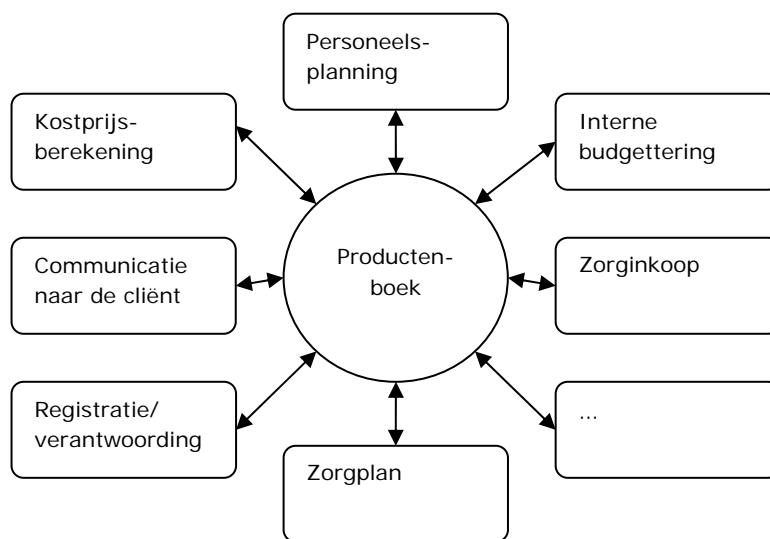 Personeels-
planning
Kostprijs-
berekening
Interne
budgettering
Communicatie
naar de cliënt
Producten-
boek
Zorginkoop
Registratie/
verantwoording
Zorgplan
...